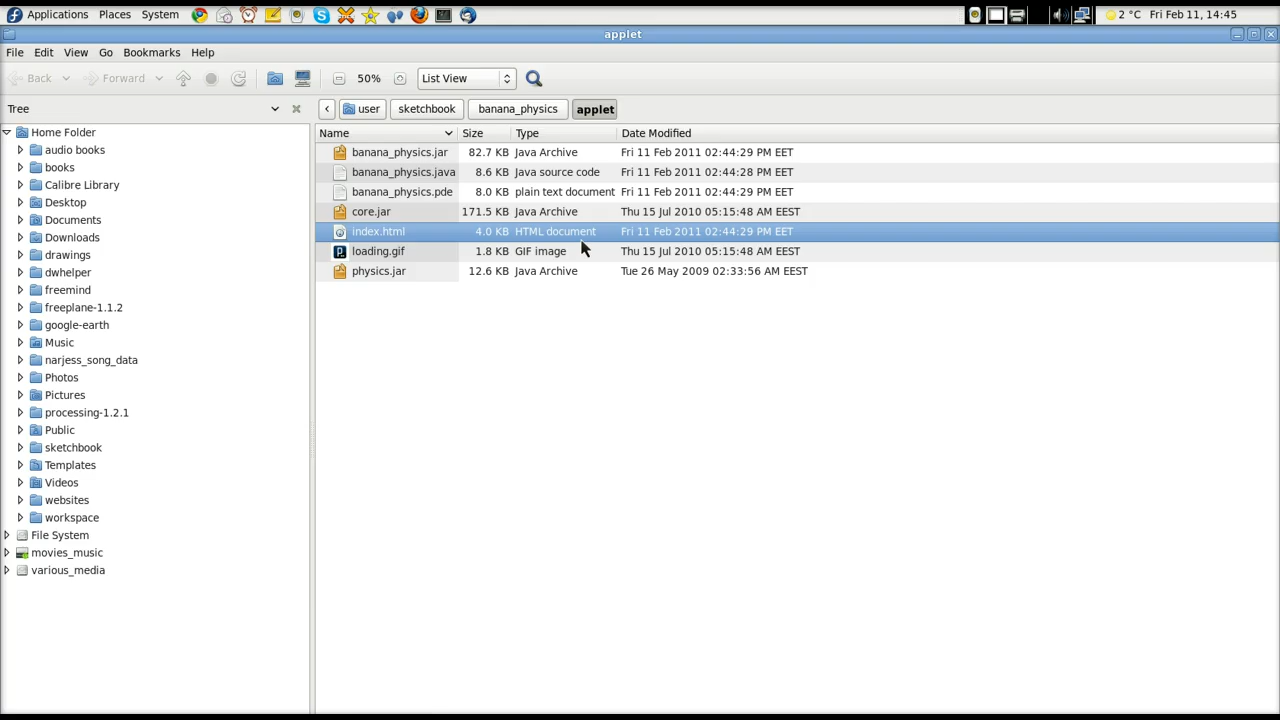 Applications Places System 2 °C Fri Feb 11, 14:45
applet
File Edit View Go Bookmarks Help
Back Forward 50% List View
Tree
user sketchbook banana_physics applet
Home Folder
audio books
books
Calibre Library
Desktop
Documents
Downloads
drawings
dwhelper
freemind
freeplane-1.1.2
google-earth
Music
narjess_song_data
Photos
Pictures
processing-1.2.1
Public
sketchbook
Templates
Videos
websites
workspace
File System
movies_music
various_media
Name Size Type Date Modified
banana_physics.jar 82.7 KB Java Archive Fri 11 Feb 2011 02:44:29 PM EET
banana_physics.java 8.6 KB Java source code Fri 11 Feb 2011 02:44:28 PM EET
banana_physics.pde 8.0 KB plain text document Fri 11 Feb 2011 02:44:29 PM EET
core.jar 171.5 KB Java Archive Thu 15 Jul 2010 05:15:48 AM EEST
index.html 4.0 KB HTML document Fri 11 Feb 2011 02:44:29 PM EET
loading.gif 1.8 KB GIF image Thu 15 Jul 2010 05:15:48 AM EEST
physics.jar 12.6 KB Java Archive Tue 26 May 2009 02:33:56 AM EEST